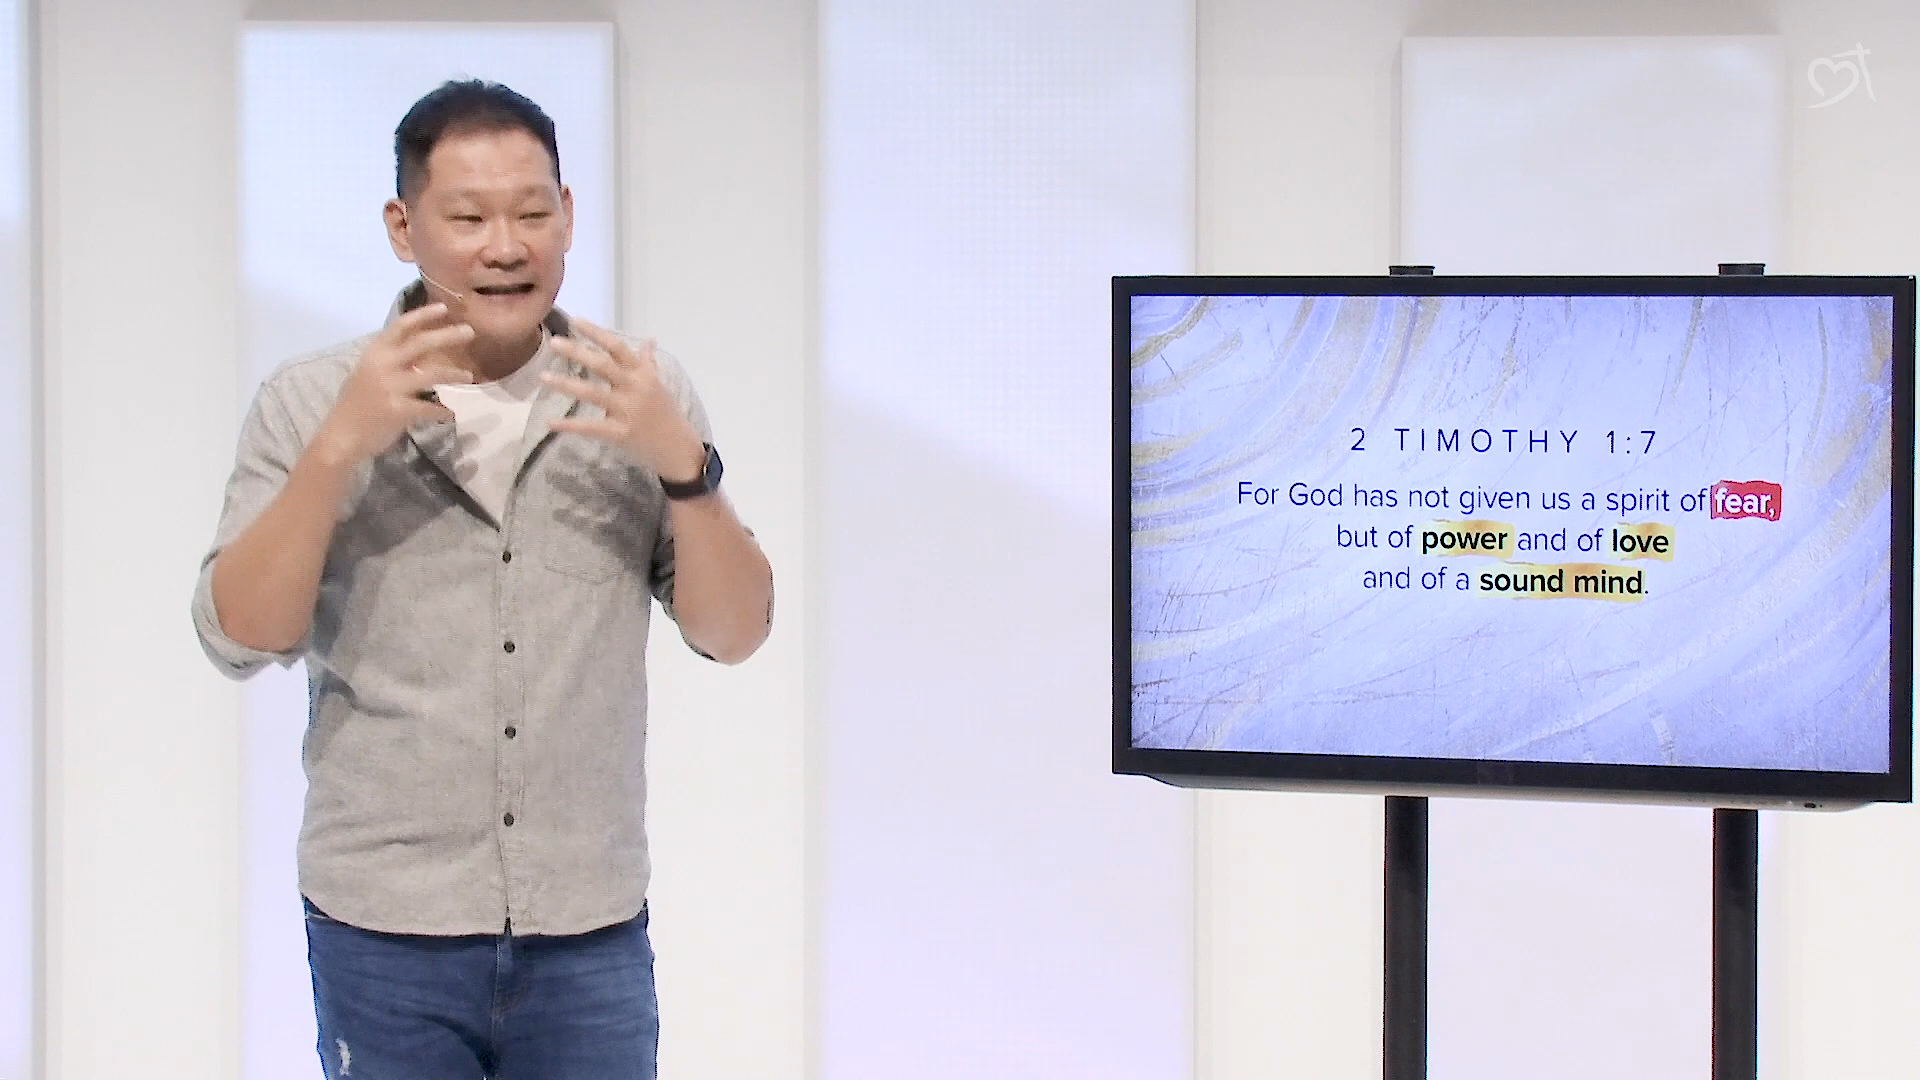 2 TIMOTHY 1:7
For God has not given us a spirit of fear,
but of power and of love
and of a sound mind.